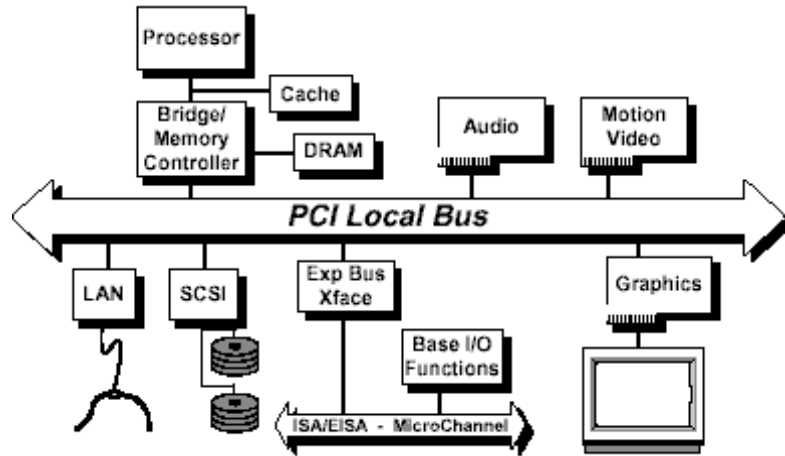 Processor
Cache
Bridge/
Memory
Controller
DRAM
Audio
Motion
Video
PCI Local Bus
LAN
SCSI
Exp Bus
Xface
Base I/O
Functions
Graphics
ISA/EISA - MicroChannel